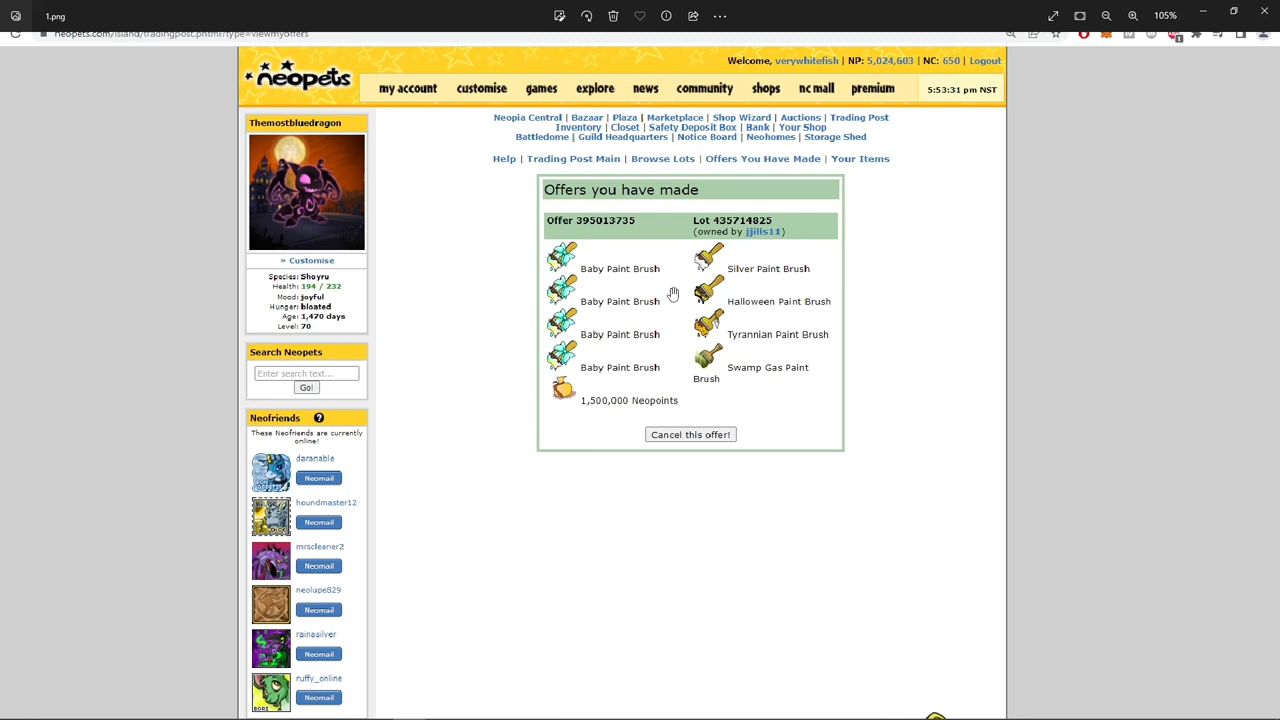 1.png
105%
neopets.com/island/tradingpost.phtml?type=viewmyoffers
1
neopets
Welcome, verywhitefish | NP: 5,024,603 | NC: 650 | Logout
my account customise games explore news community shops nc mall premium
5:53:31 pm NST
Neopia Central | Bazaar | Plaza | Marketplace | Shop Wizard | Auctions | Trading Post
Inventory | Closet | Safety Deposit Box | Bank | Your Shop
Battledome | Guild Headquarters | Notice Board | Neohomes | Storage Shed
Help | Trading Post Main | Browse Lots | Offers You Have Made | Your Items
Themostbluedragon
» Customise
Species: Shoyru
Health: 194 / 232
Mood: joyful
Hunger: bloated
Age: 1,470 days
Level: 70
Search Neopets
Enter search text...
Go!
Neofriends ?
These Neofriends are currently
online!
daranable
Neomail
houndmaster12
Neomail
mrscleaner2
Neomail
neolupe829
Neomail
rainasilver
Neomail
ruffy_online
BORI
Neomail
Offers you have made
Offer 395013735 Lot 435714825
(owned by jjills11)
Baby Paint Brush Silver Paint Brush
Baby Paint Brush Halloween Paint Brush
Baby Paint Brush Tyrannian Paint Brush
Baby Paint Brush Swamp Gas Paint
Brush
1,500,000 Neopoints
Cancel this offer!